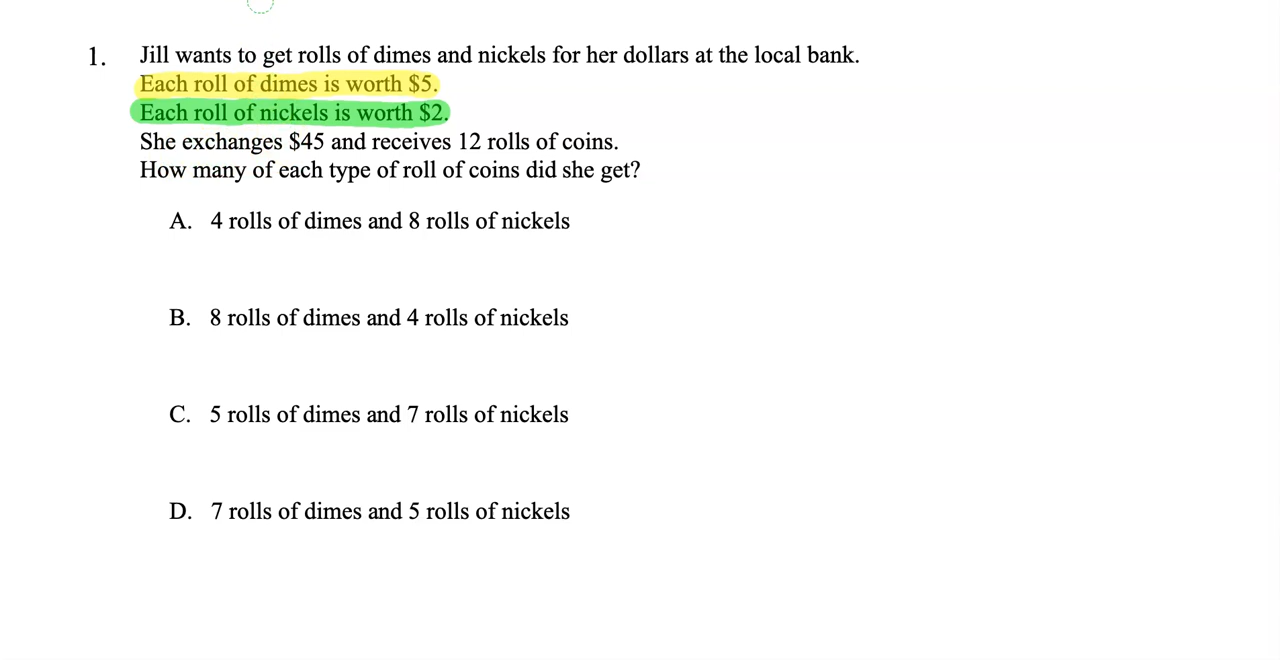 1. Jill wants to get rolls of dimes and nickels for her dollars at the local bank.
Each roll of dimes is worth $5.
Each roll of nickels is worth $2.
She exchanges $45 and receives 12 rolls of coins.
How many of each type of roll of coins did she get?
A. 4 rolls of dimes and 8 rolls of nickels
B. 8 rolls of dimes and 4 rolls of nickels
C. 5 rolls of dimes and 7 rolls of nickels
D. 7 rolls of dimes and 5 rolls of nickels